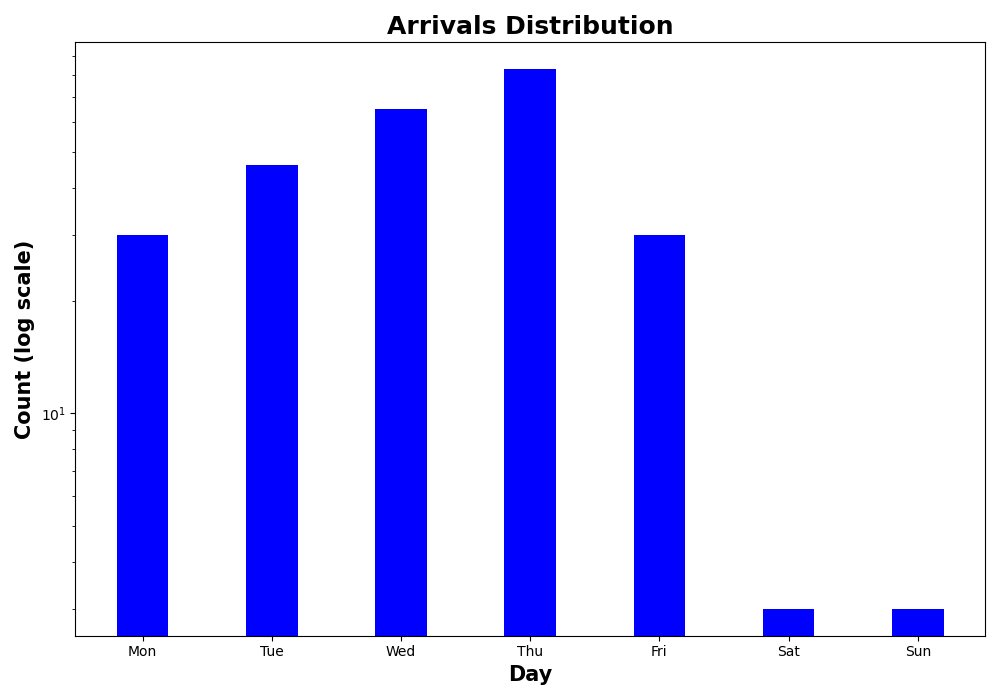 Arrivals Distribution
Count (log scale)
10¹
Mon Tue Wed Thu Fri Sat Sun
Day